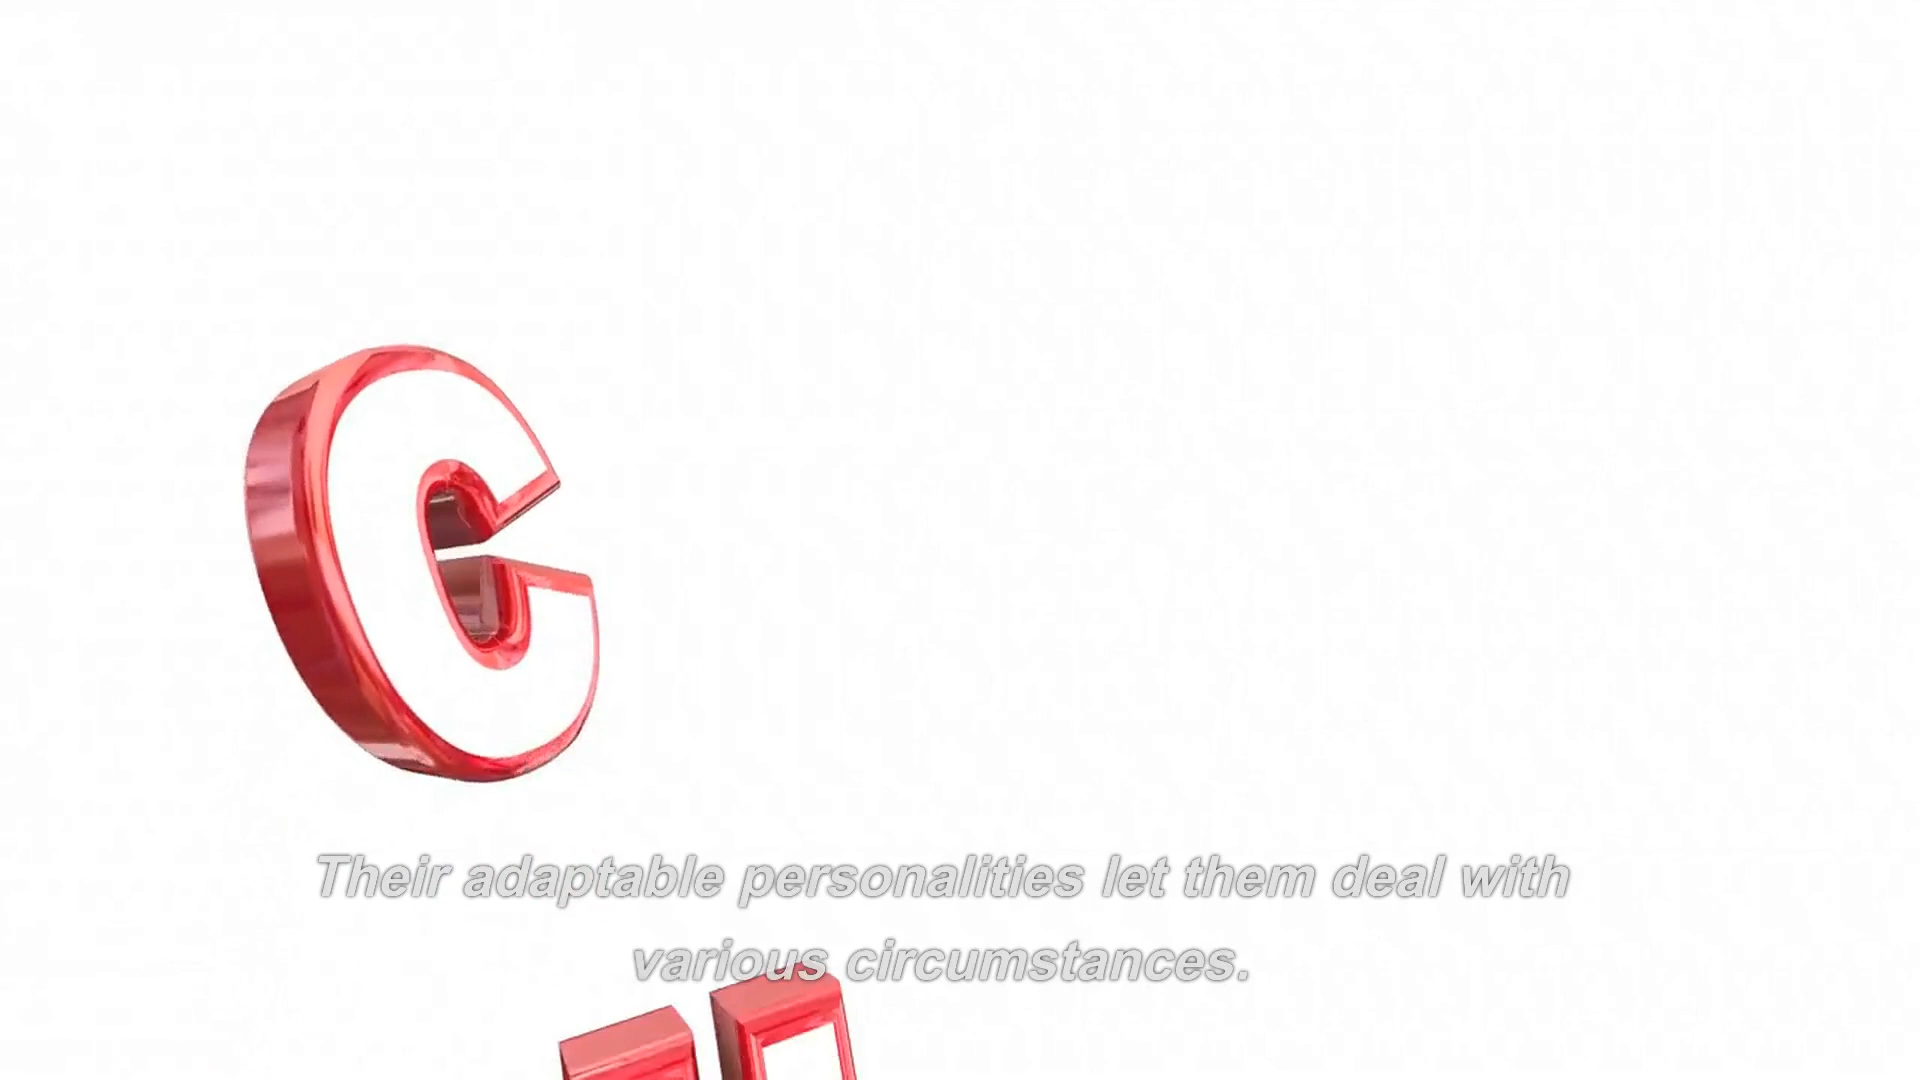 C
Their adaptable personalities let them deal with
various circumstances.